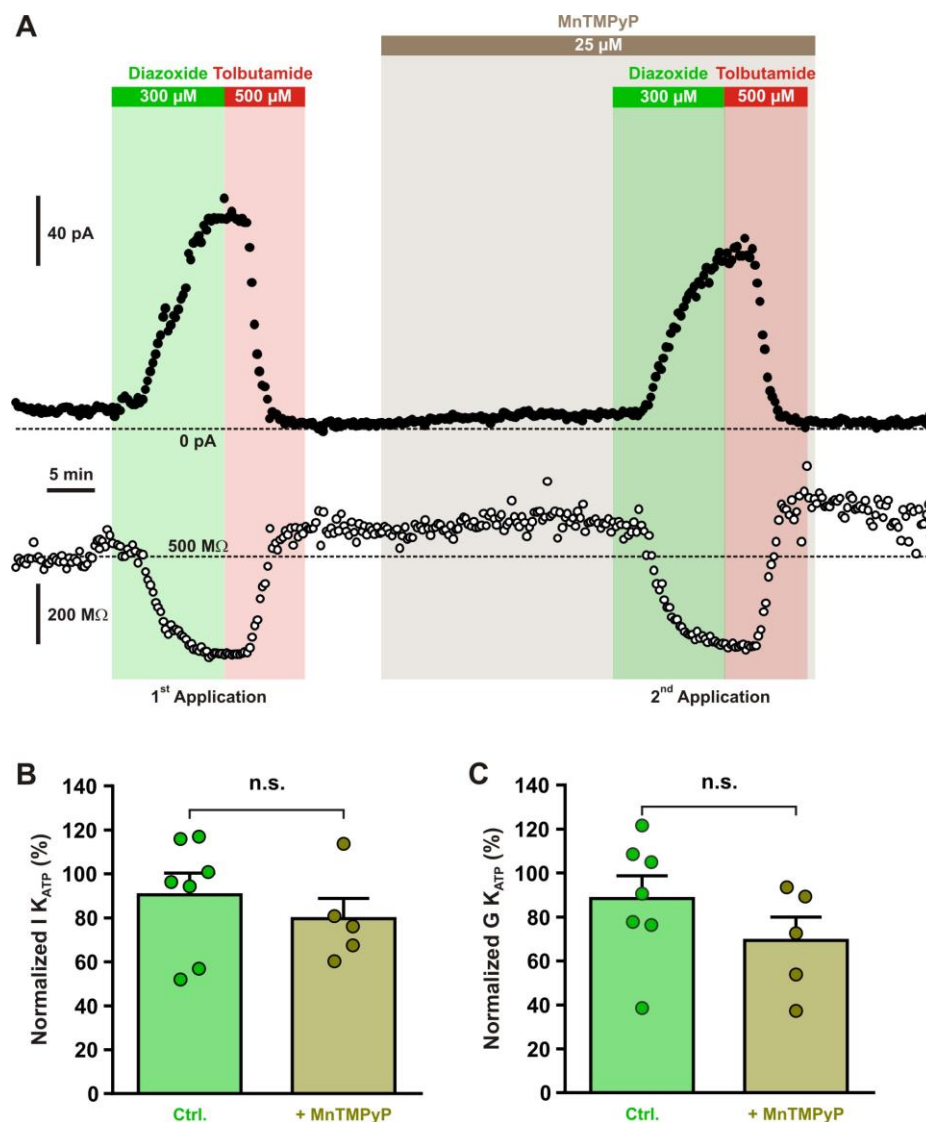 A
MnTMPyP
25 µM
Diazoxide Tolbutamide
300 µM 500 µM
Diazoxide Tolbutamide
300 µM 500 µM
40 pA
0 pA
5 min
500 MΩ
200 MΩ
1st Application
2nd Application
B
n.s.
Normalized I KATP (%)
140
120
100
80
60
40
20
0
Ctrl.
+ MnTMPyP
C
n.s.
Normalized G KATP (%)
140
120
100
80
60
40
20
0
Ctrl.
+ MnTMPyP